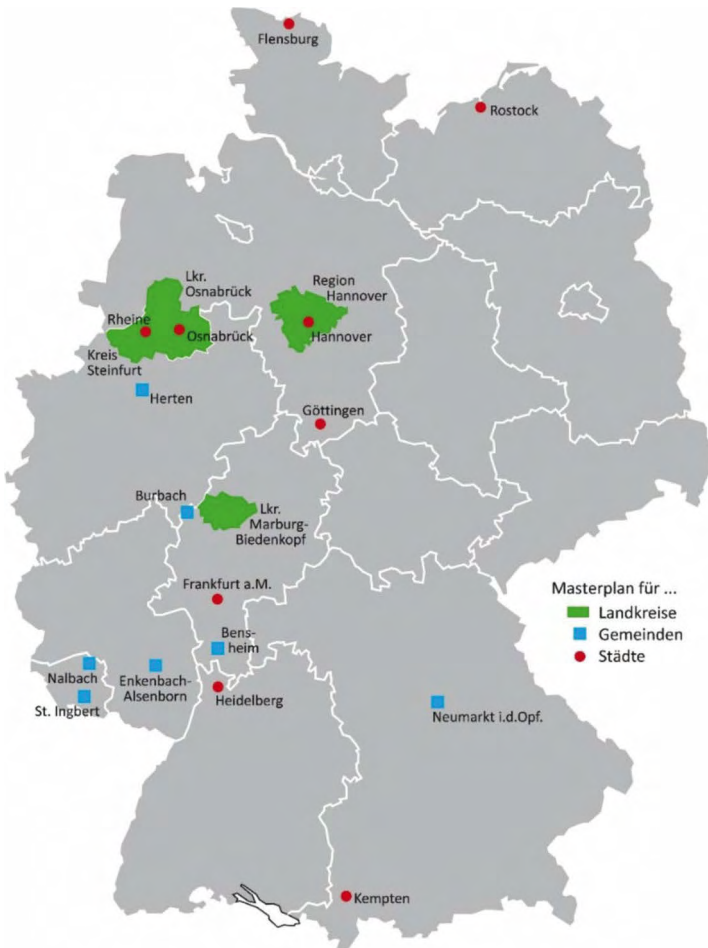 Flensburg
Rostock
Lkr.
Osnabrück
Region
Hannover
Rheine
Osnabrück
Hannover
Kreis
Steinfurt
Herten
Göttingen
Burbach
Lkr.
Marburg-
Biedenkopf
Frankfurt a.M.
Masterplan für ...
Landkreise
Gemeinden
Städte
Bens-
heim
Nalbach
Enkenbach-
Alsenborn
Heidelberg
St. Ingbert
Neumarkt i.d.Opf.
Kempten